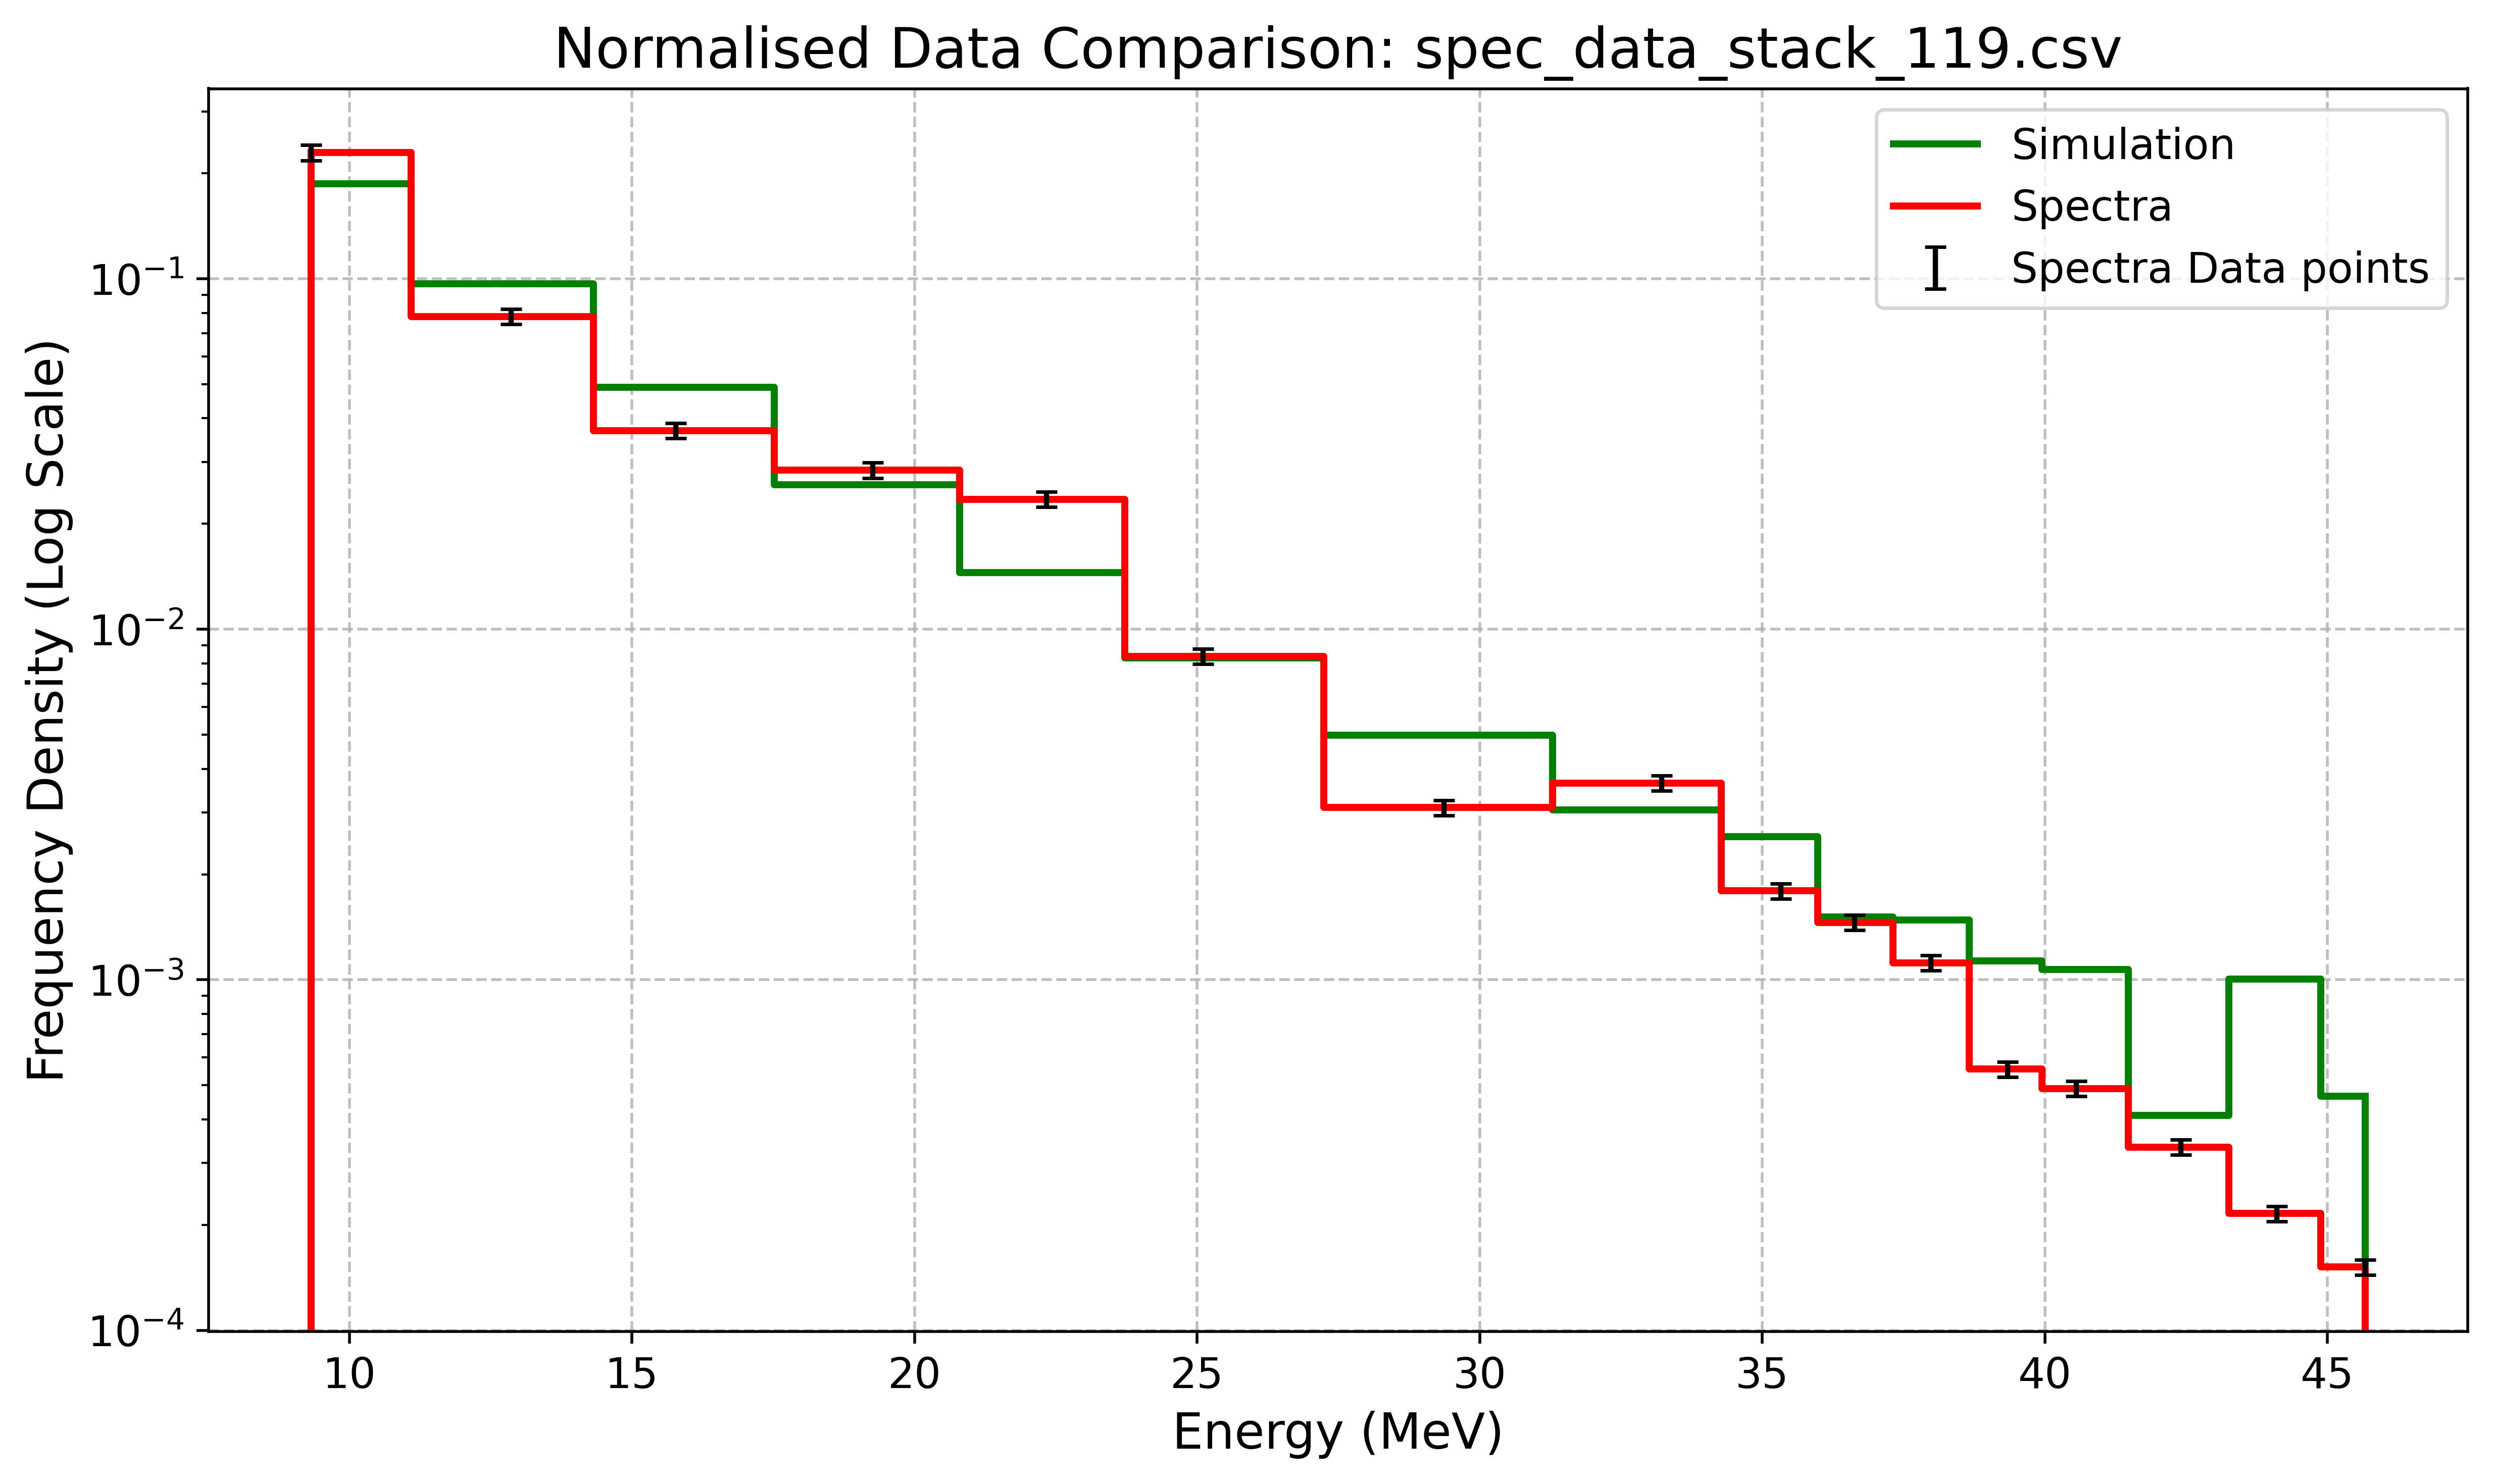 Normalised Data Comparison: spec_data_stack_119.csv
Simulation
Spectra
Spectra Data points
Frequency Density (Log Scale)
10⁻¹
10⁻²
10⁻³
10⁻⁴
10 15 20 25 30 35 40 45
Energy (MeV)